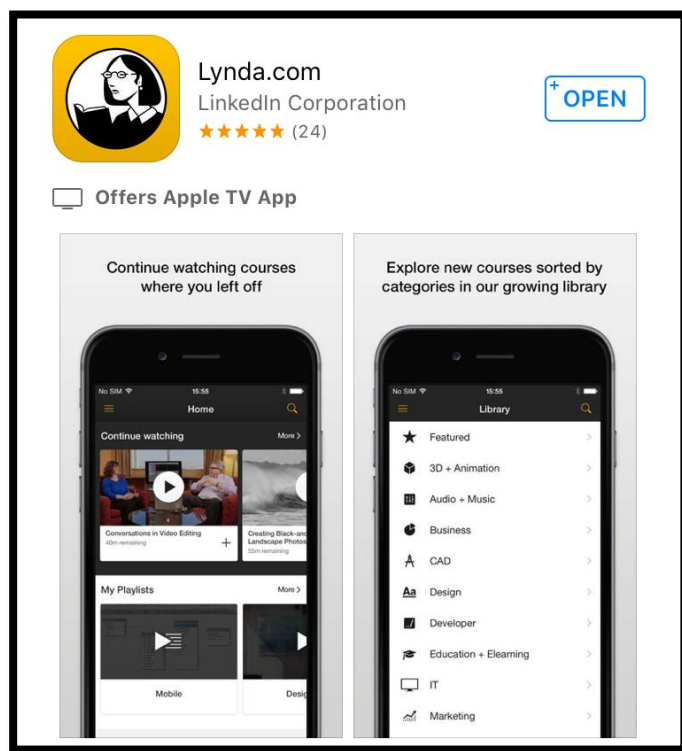 Lynda.com
LinkedIn Corporation
(24)
+OPEN
Offers Apple TV App
Continue watching courses
where you left off
No SIM
15:55
Home
Continue watching
More >
Conversations in Video Editing
40m remaining
Creating Black-and
Landscape Photos
55m remaining
My Playlists
More >
Mobile
Desig
Explore new courses sorted by
categories in our growing library
No SIM
15:55
Library
Featured
3D + Animation
Audio + Music
Business
CAD
Aa
Design
Developer
Education + Elearning
IT
Marketing